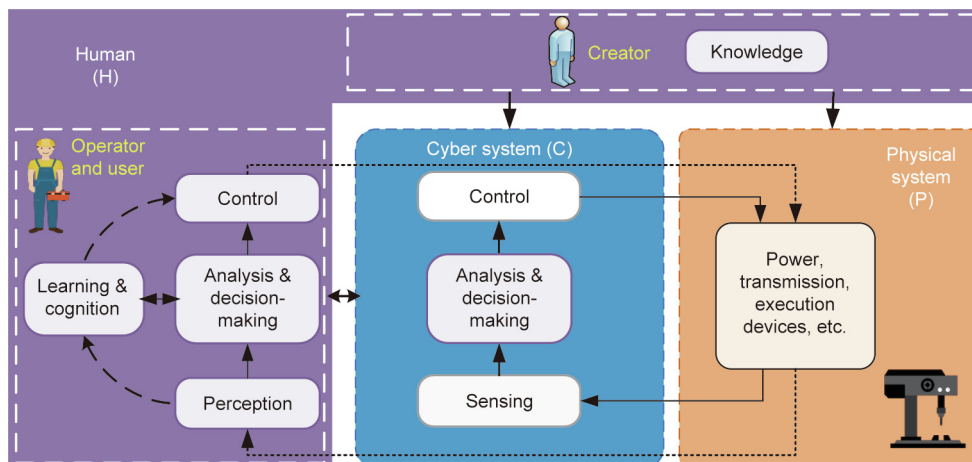 Human
(H)
Creator
Knowledge
Operator
and user
Control
Learning &
cognition
Analysis &
decision-
making
Perception
Cyber system (C)
Control
Analysis &
decision-
making
Sensing
Physical
system
(P)
Power,
transmission,
execution
devices, etc.